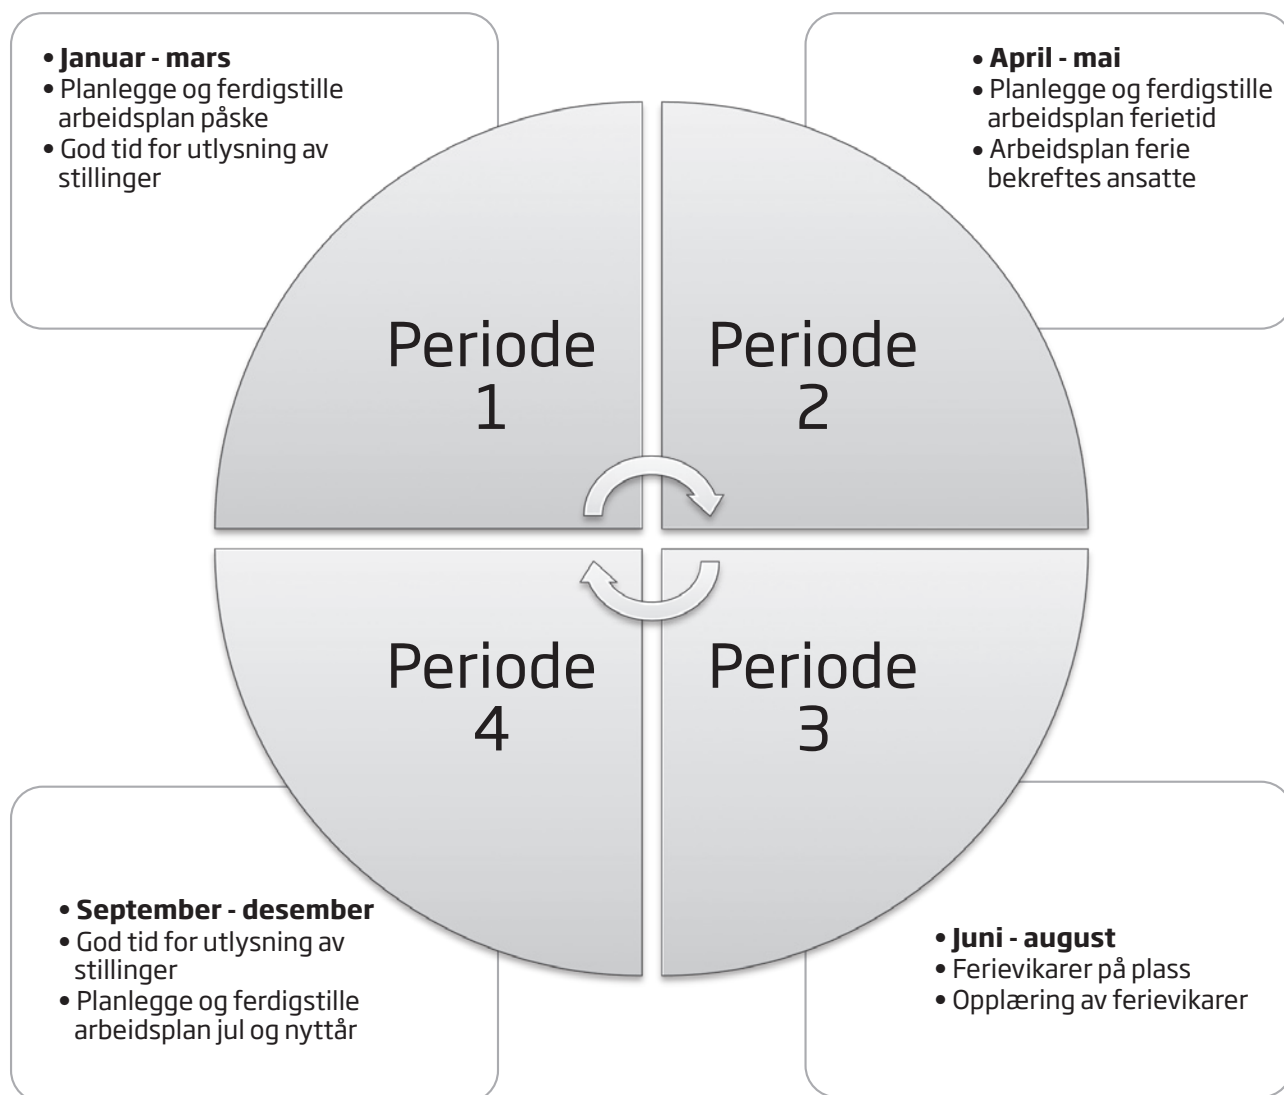 • Januar - mars
• Planlegge og ferdigstille
arbeidsplan påske
• God tid for utlysning av
stillinger
• April - mai
• Planlegge og ferdigstille
arbeidsplan ferietid
• Arbeidsplan ferie
bekreftes ansatte
Periode
1
Periode
2
Periode
4
Periode
3
• September - desember
• God tid for utlysning av
stillinger
• Planlegge og ferdigstille
arbeidsplan jul og nyttår
• Juni - august
• Ferievikarer på plass
• Opplæring av ferievikarer